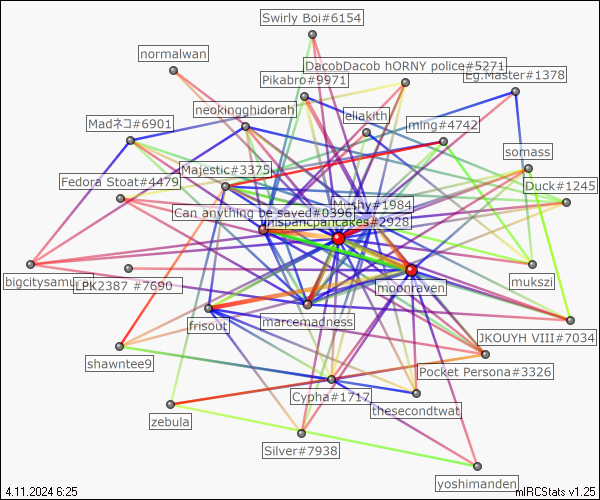 Swirly Boi#6154
normalwan
DacobDacob hORNY police#5271
Pikabro#9971
Eg.Master#1378
neokingghidorah
Madネコ#6901
eliakith
ming#4742
somass
Majestic#3375
Fedora Stoat#4479
Duck#1245
Mushy#1984
Can anything be saved#0396
#2928
bigcitysamurai
LPK2387 #7690
moonraven
mukszi
frisout
marcemadness
JKOUYH VIII#7034
shawntee9
Pocket Persona#3326
Cypha#1717
thesecondtwat
zebula
Silver#7938
yoshimanden
4.11.2024 6:25
mIRCStats v1.25